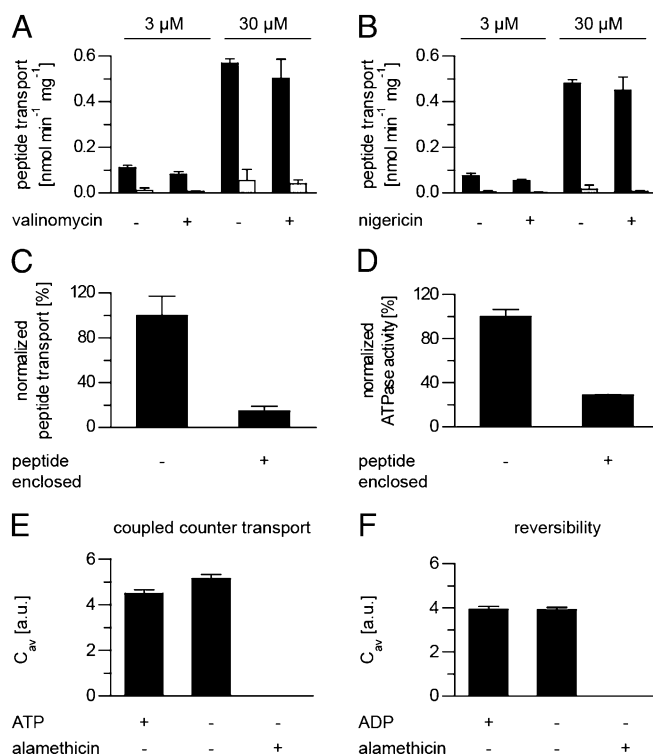 A
3 µM 30 µM
peptide transport
[nmol min⁻¹ mg⁻¹]
0.6
0.4
0.2
0.0
valinomycin - + - +
B
3 µM 30 µM
peptide transport
[nmol min⁻¹ mg⁻¹]
0.6
0.4
0.2
0.0
nigericin - + - +
C
normalized
peptide transport [%]
120
80
40
0
peptide
enclosed - +
D
normalized
ATPase activity [%]
120
80
40
0
peptide
enclosed - +
E
coupled counter transport
Cav [a.u.]
6
4
2
0
ATP + - -
alamethicin - - +
F
reversibility
Cav [a.u.]
6
4
2
0
ADP + - -
alamethicin - - +